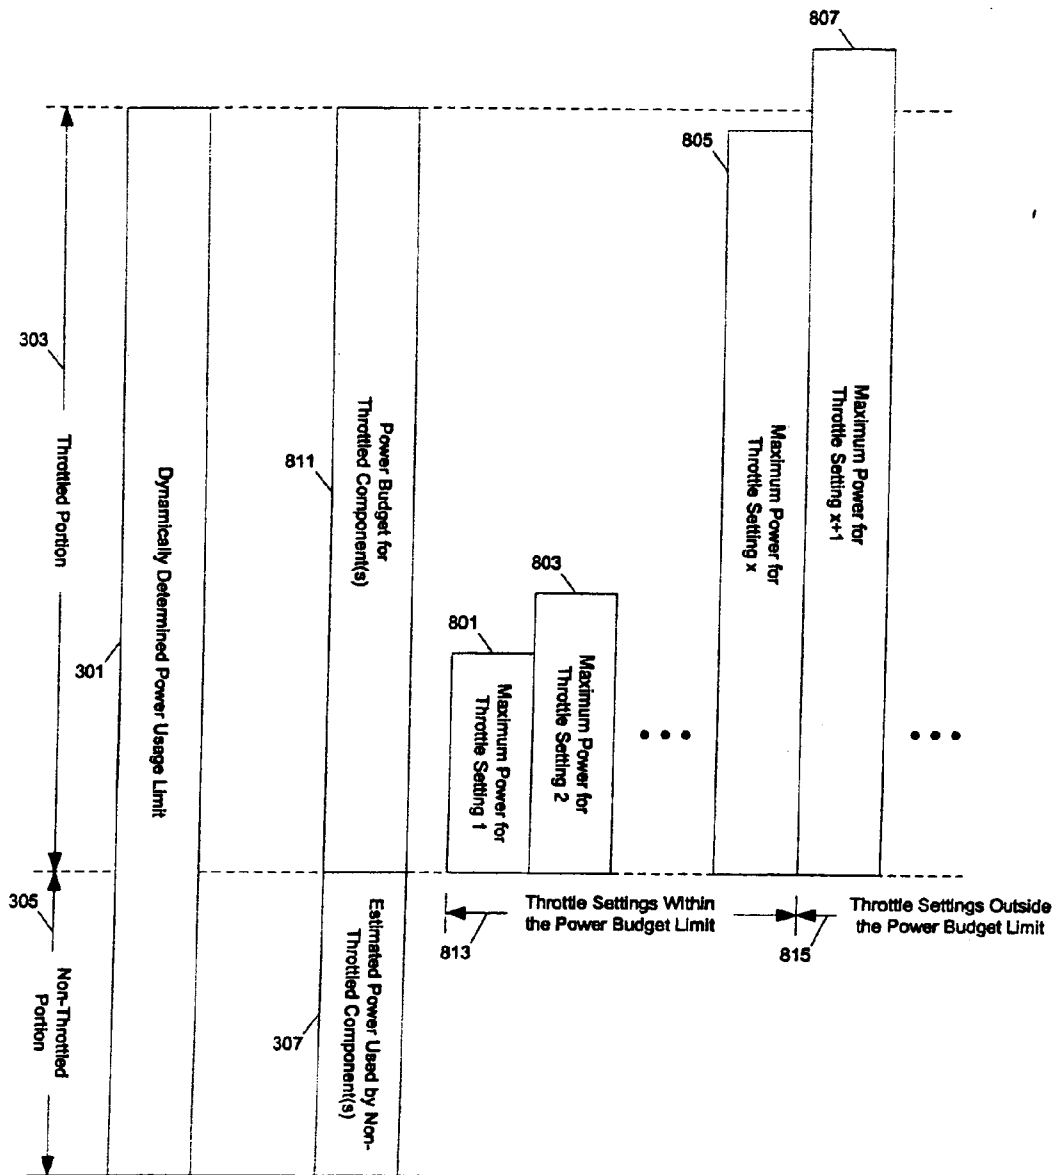 807
805
303
Throttled Portion
301
Dynamically Determined Power Usage Limit
811
Power Budget for
Throttled Component(s)
801
Maximum Power for
Throttle Setting 1
803
Maximum Power for
Throttle Setting 2
Maximum Power for
Throttle Setting x
Maximum Power for
Throttle Setting x+1
305
Non-Throttled
Portion
307
Estimated Power Used by Non-
Throttled Component(s)
Throttle Settings Within
the Power Budget Limit
813
Throttle Settings Outside
the Power Budget Limit
815